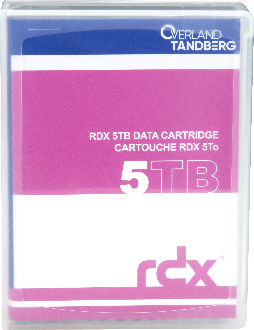 OVERLAND
TANDBERG
RDX 5TB DATA CARTRIDGE
CARTOUCHE RDX 5To
5TB
rdx